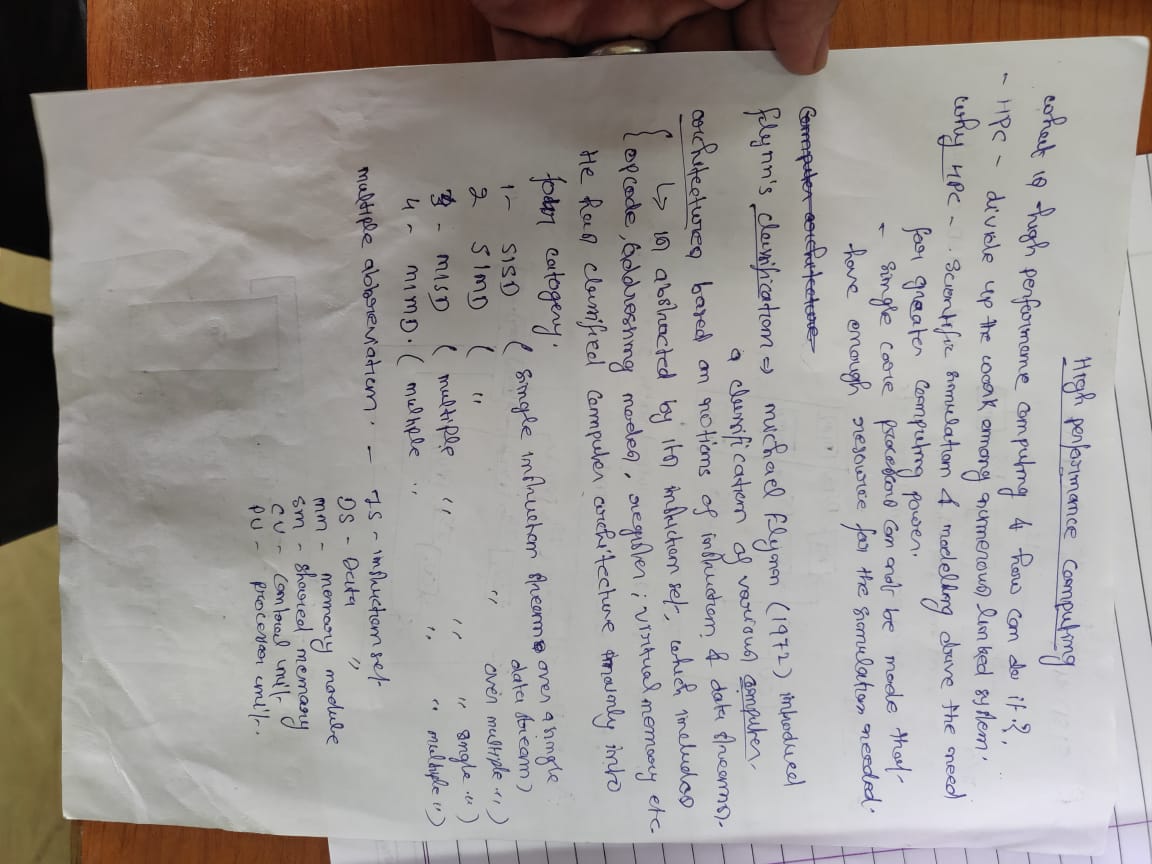 High performance computing
what is high performance computing & how can do it?.
- HPC - divide up the work among numerous linked system.
why HPC - . Scientific simulation & modelling drive the need
for greater computing power.
- single core processors can not be made that
have enough resource for the simulation needed.
Computer architecture
Flynn's classification => micheal Flynn (1972) introduced
a classification of various computer
architectures based on notions of instruction & data streams.
{ ↳ is abstracted by its instruction set, which includes
(opcode, addressing modes, register, virtual memory etc
He has classified computer architecture mainly into
four catogery.
1- SISD ( single instruction stream over a single
data stream)
2 SIMD ( " " over multiple " )
3 - MISD ( multiple " " " single " )
4 - MIMD. ( multiple " " " multiple " )
multiple abbreviation. - IS - instruction set
DS - Data "
mm - memory module
Sm - shared memory
CU - control unit.
PU - processor unit.